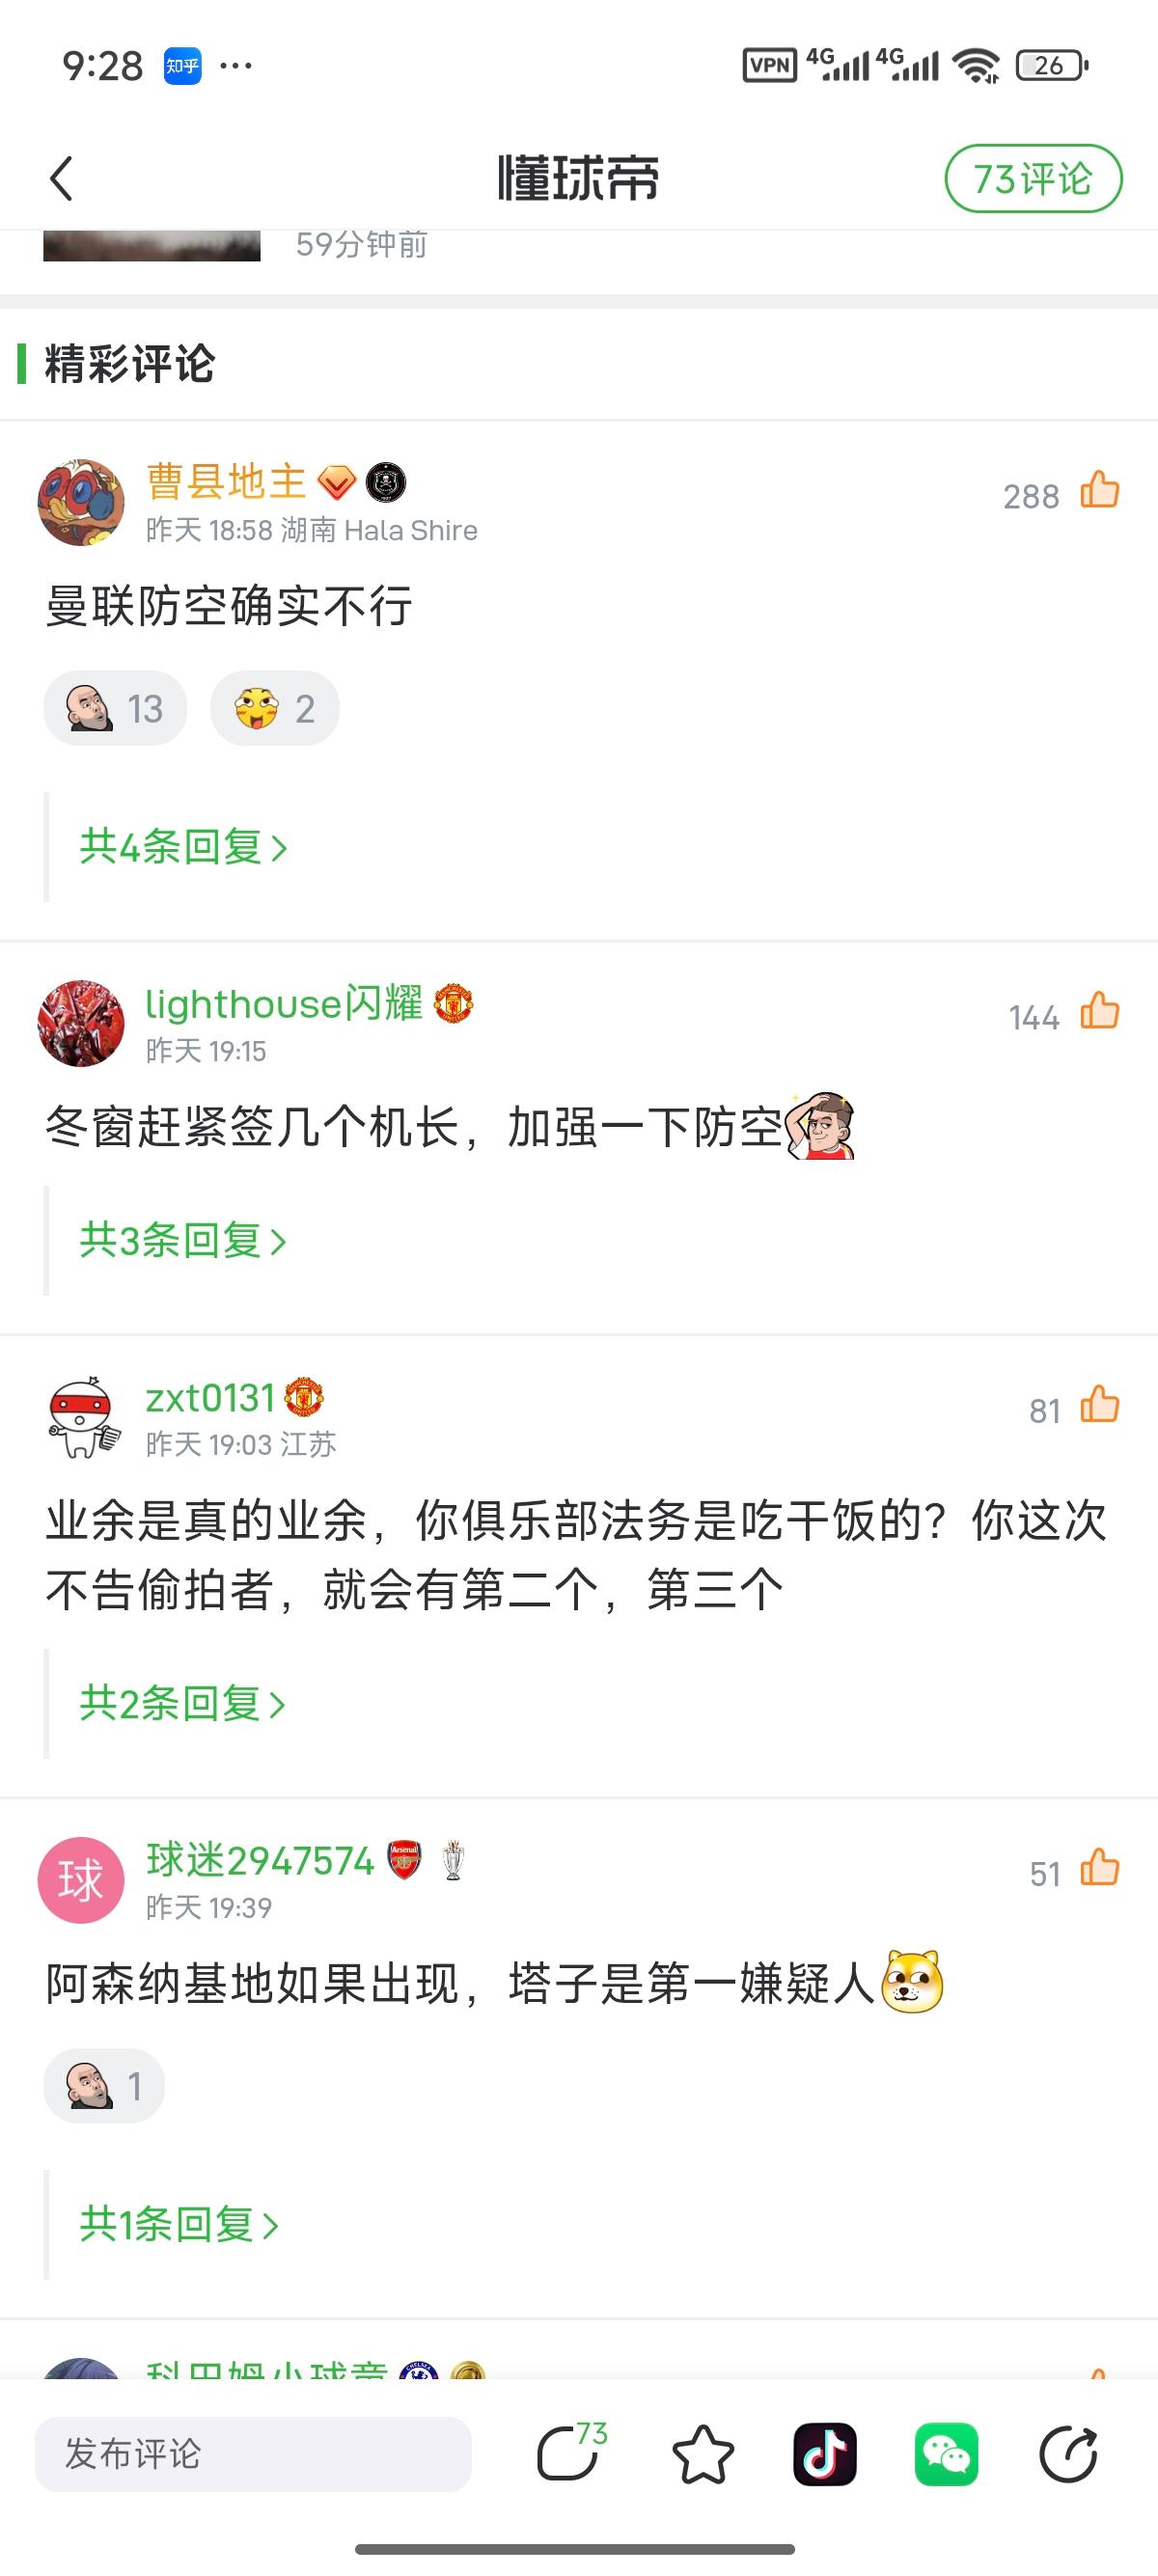 9:28 知乎 ··· VPN 4G 4G 26
懂球帝 73评论
59分钟前
精彩评论
曹县地主
288
昨天 18:58 湖南 Hala Shire
曼联防空确实不行
13 2
共4条回复
lighthouse闪耀
144
昨天 19:15
冬窗赶紧签几个机长，加强一下防空
共3条回复
zxt0131
81
昨天 19:03 江苏
业余是真的业余，你俱乐部法务是吃干饭的？你这次
不告偷拍者，就会有第二个，第三个
共2条回复
球 球迷2947574 Arsenal
51
昨天 19:39
阿森纳基地如果出现，塔子是第一嫌疑人
1
共1条回复
发布评论 73